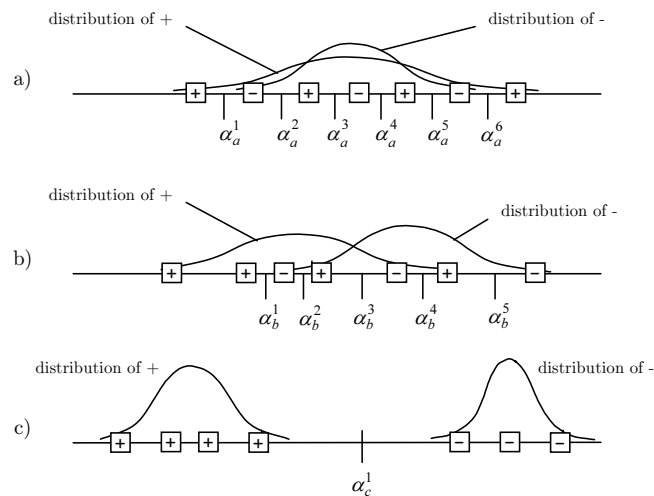 distribution of + distribution of -
a)
+ - + - + - +
α_a^1 α_a^2 α_a^3 α_a^4 α_a^5 α_a^6
distribution of + distribution of -
b)
+ + - + - + -
α_b^1 α_b^2 α_b^3 α_b^4 α_b^5
distribution of + distribution of -
c)
+ + + + - - -
α_c^1